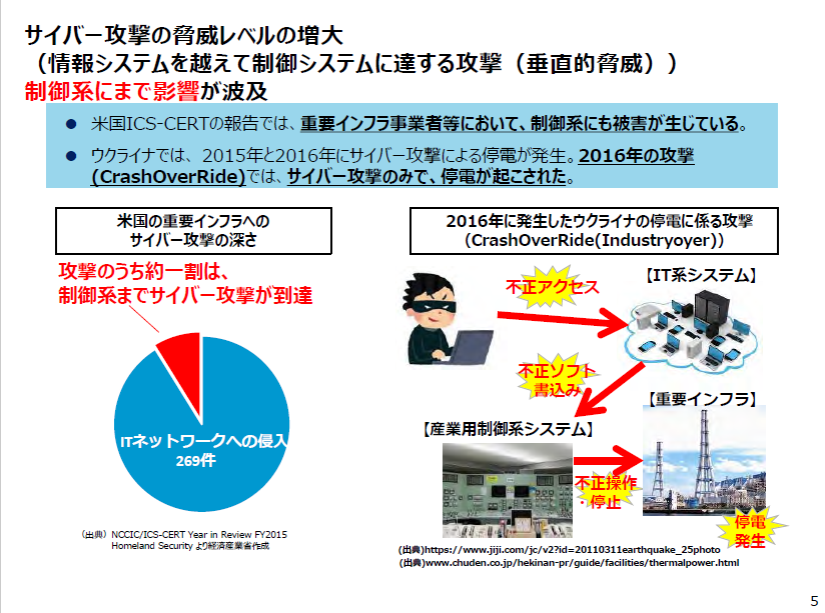 サイバー攻撃の脅威レベルの増大
（情報システムを越えて制御システムに達する攻撃（垂直的脅威））
制御系にまで影響が波及
● 米国ICS-CERTの報告では、重要インフラ事業者等において、制御系にも被害が生じている。
● ウクライナでは、2015年と2016年にサイバー攻撃による停電が発生。2016年の攻撃
(CrashOverRide)では、サイバー攻撃のみで、停電が起こされた。
米国の重要インフラへの
サイバー攻撃の深さ
攻撃のうち約一割は、
制御系までサイバー攻撃が到達
ITネットワークへの侵入
269件
（出典）NCCIC/ICS-CERT Year in Review FY2015
Homeland Security より経済産業省作成
2016年に発生したウクライナの停電に係る攻撃
（CrashOverRide(Industryoyer)）
不正アクセス
【IT系システム】
不正ソフト
書込み
【重要インフラ】
【産業用制御系システム】
不正操作
・停止
停電
発生
(出典)https://www.jiji.com/jc/v2?id=20110311earthquake_25photo
(出典)www.chuden.co.jp/hekinan-pr/guide/facilities/thermalpower.html
5